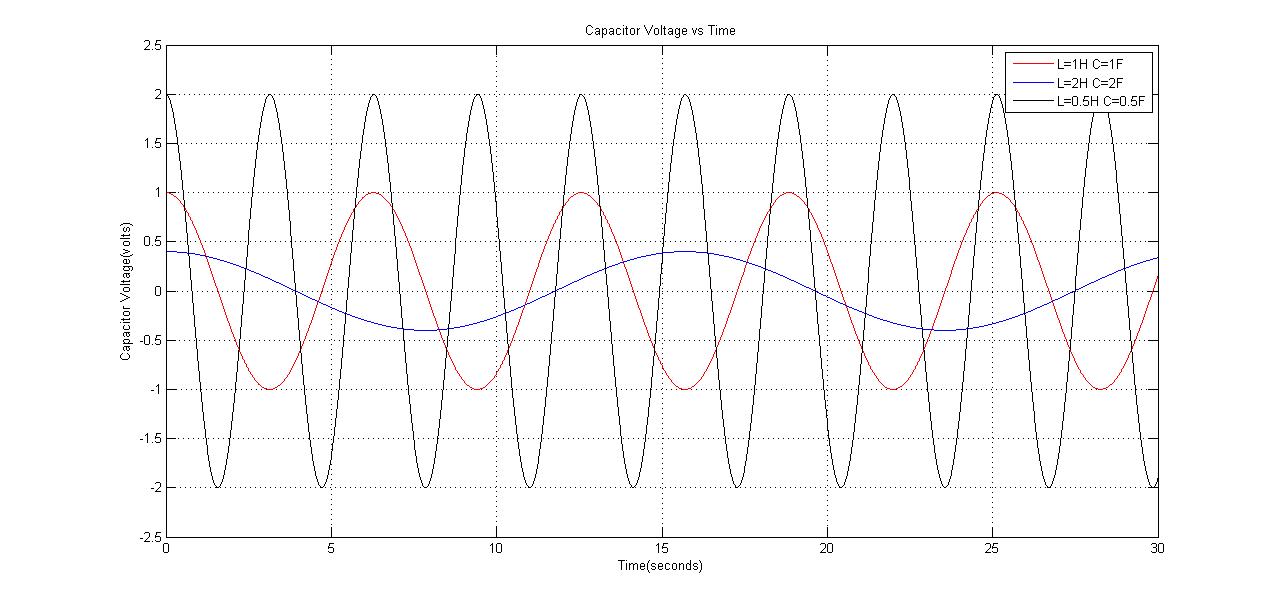 Capacitor Voltage vs Time
L=1H C=1F
L=2H C=2F
L=0.5H C=0.5F
Capacitor Voltage(volts)
2.5
2
1.5
1
0.5
0
-0.5
-1
-1.5
-2
-2.5
0 5 10 15 20 25 30
Time(seconds)